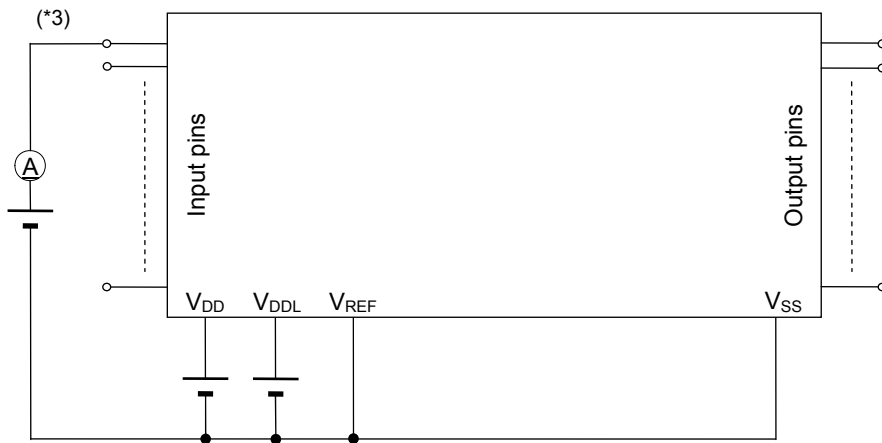 (*3)
A
Input pins
Output pins
VDD
VDDL
VREF
VSS